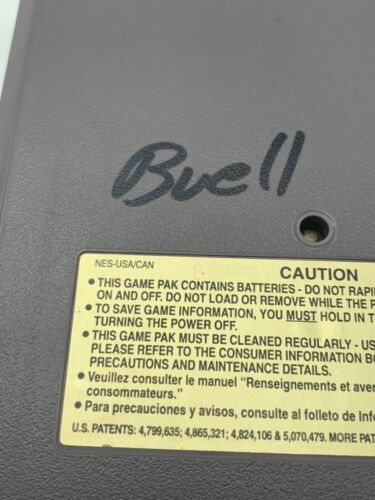 Buell
NES-USA/CAN
CAUTION
• THIS GAME PAK CONTAINS BATTERIES - DO NOT RAPI
ON AND OFF. DO NOT LOAD OR REMOVE WHILE THE P
• TO SAVE GAME INFORMATION, YOU MUST HOLD IN T
TURNING THE POWER OFF.
• THIS GAME PAK MUST BE CLEANED REGULARLY - US
PLEASE REFER TO THE CONSUMER INFORMATION BO
PRECAUTIONS AND MAINTENANCE DETAILS.
• Veuillez consulter le manuel "Renseignements et aver
consommateurs."
• Para precauciones y avisos, consulte al folleto de Info
U.S. PATENTS: 4,799,635; 4,865,321; 4,824,106 & 5,070,479. MORE PAT